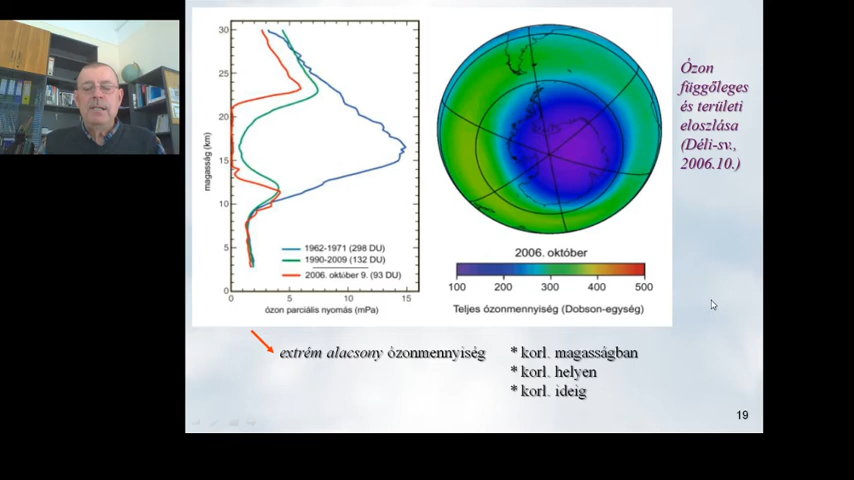 30
25
20
15
10
5
0
magasság (km)
1962-1971 (298 DU)
1990-2009 (132 DU)
2006. október 9. (93 DU)
0 5 10 15
ózon parciális nyomás (mPa)
2006. október
100 200 300 400 500
Teljes ózonmennyiség (Dobson-egység)
Ózon
függőleges
és területi
eloszlása
(Déli-sv.,
2006.10.)
extrém alacsony ózonmennyiség
* korl. magasságban
* korl. helyen
* korl. ideig
19